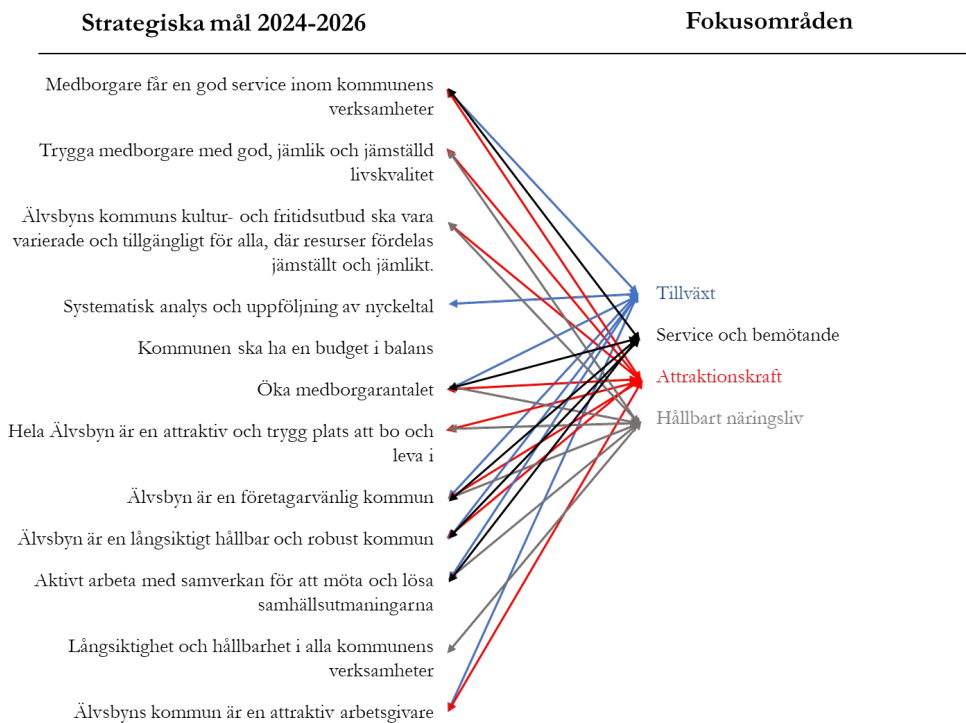 Strategiska mål 2024-2026
Fokusområden
Medborgare får en god service inom kommunens
verksamheter
Trygga medborgare med god, jämlik och jämställd
livskvalitet
Älvsbyns kommuns kultur- och fritidsutbud ska vara
varierade och tillgängligt för alla, där resurser fördelas
jämställt och jämlikt.
Systematisk analys och uppföljning av nyckeltal
Kommunen ska ha en budget i balans
Öka medborgarantalet
Hela Älvsbyn är en attraktiv och trygg plats att bo och
leva i
Älvsbyn är en företagarvänlig kommun
Älvsbyn är en långsiktigt hållbar och robust kommun
Aktivt arbeta med samverkan för att möta och lösa
samhällsutmaningarna
Långsiktighet och hållbarhet i alla kommunens
verksamheter
Älvsbyns kommun är en attraktiv arbetsgivare
Tillväxt
Service och bemötande
Attraktionskraft
Hållbart näringsliv